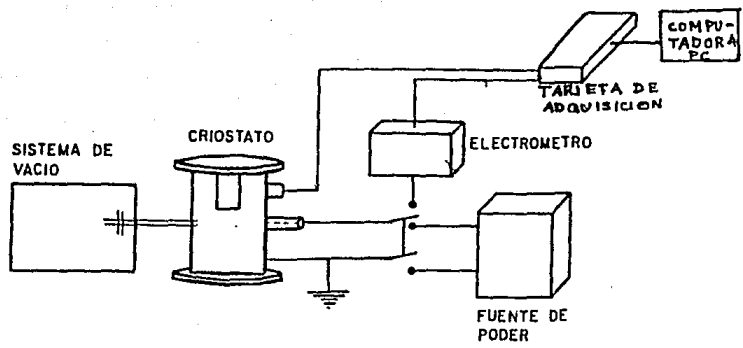 COMPU-
TADORA
PC
TARJETA DE
ADQUISICION
CRIOSTATO
ELECTROMETRO
SISTEMA DE
VACIO
FUENTE DE
PODER